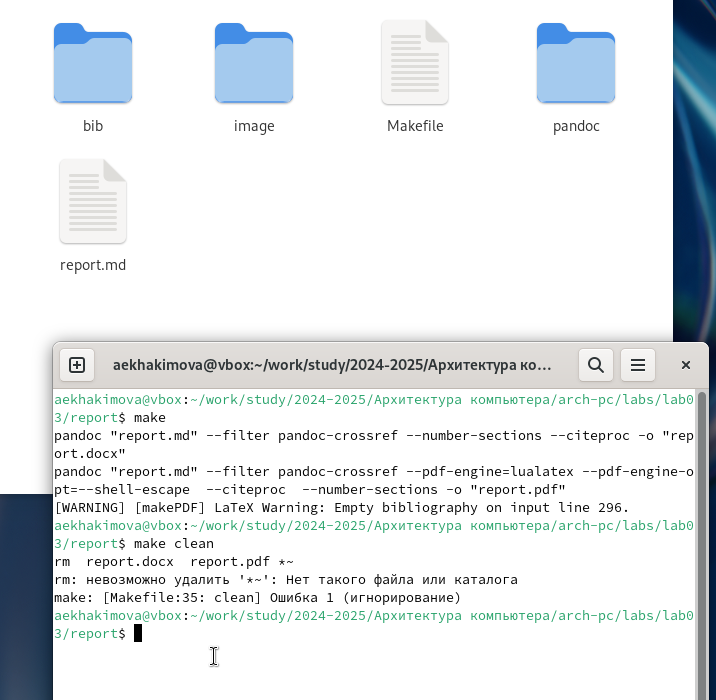 bib
image
Makefile
pandoc
report.md
aekhakimova@vbox:~/work/study/2024-2025/Архитектура ко...
aekhakimova@vbox:~/work/study/2024-2025/Архитектура компьютера/arch-pc/labs/lab0
3/report$ make
pandoc "report.md" --filter pandoc-crossref --number-sections --citeproc -o "rep
ort.docx"
pandoc "report.md" --filter pandoc-crossref --pdf-engine=lualatex --pdf-engine-o
pt=--shell-escape  --citeproc  --number-sections -o "report.pdf"
[WARNING] [makePDF] LaTeX Warning: Empty bibliography on input line 296.
aekhakimova@vbox:~/work/study/2024-2025/Архитектура компьютера/arch-pc/labs/lab0
3/report$ make clean
rm  report.docx  report.pdf *~
rm: невозможно удалить '*~': Нет такого файла или каталога
make: [Makefile:35: clean] Ошибка 1 (игнорирование)
aekhakimova@vbox:~/work/study/2024-2025/Архитектура компьютера/arch-pc/labs/lab0
3/report$